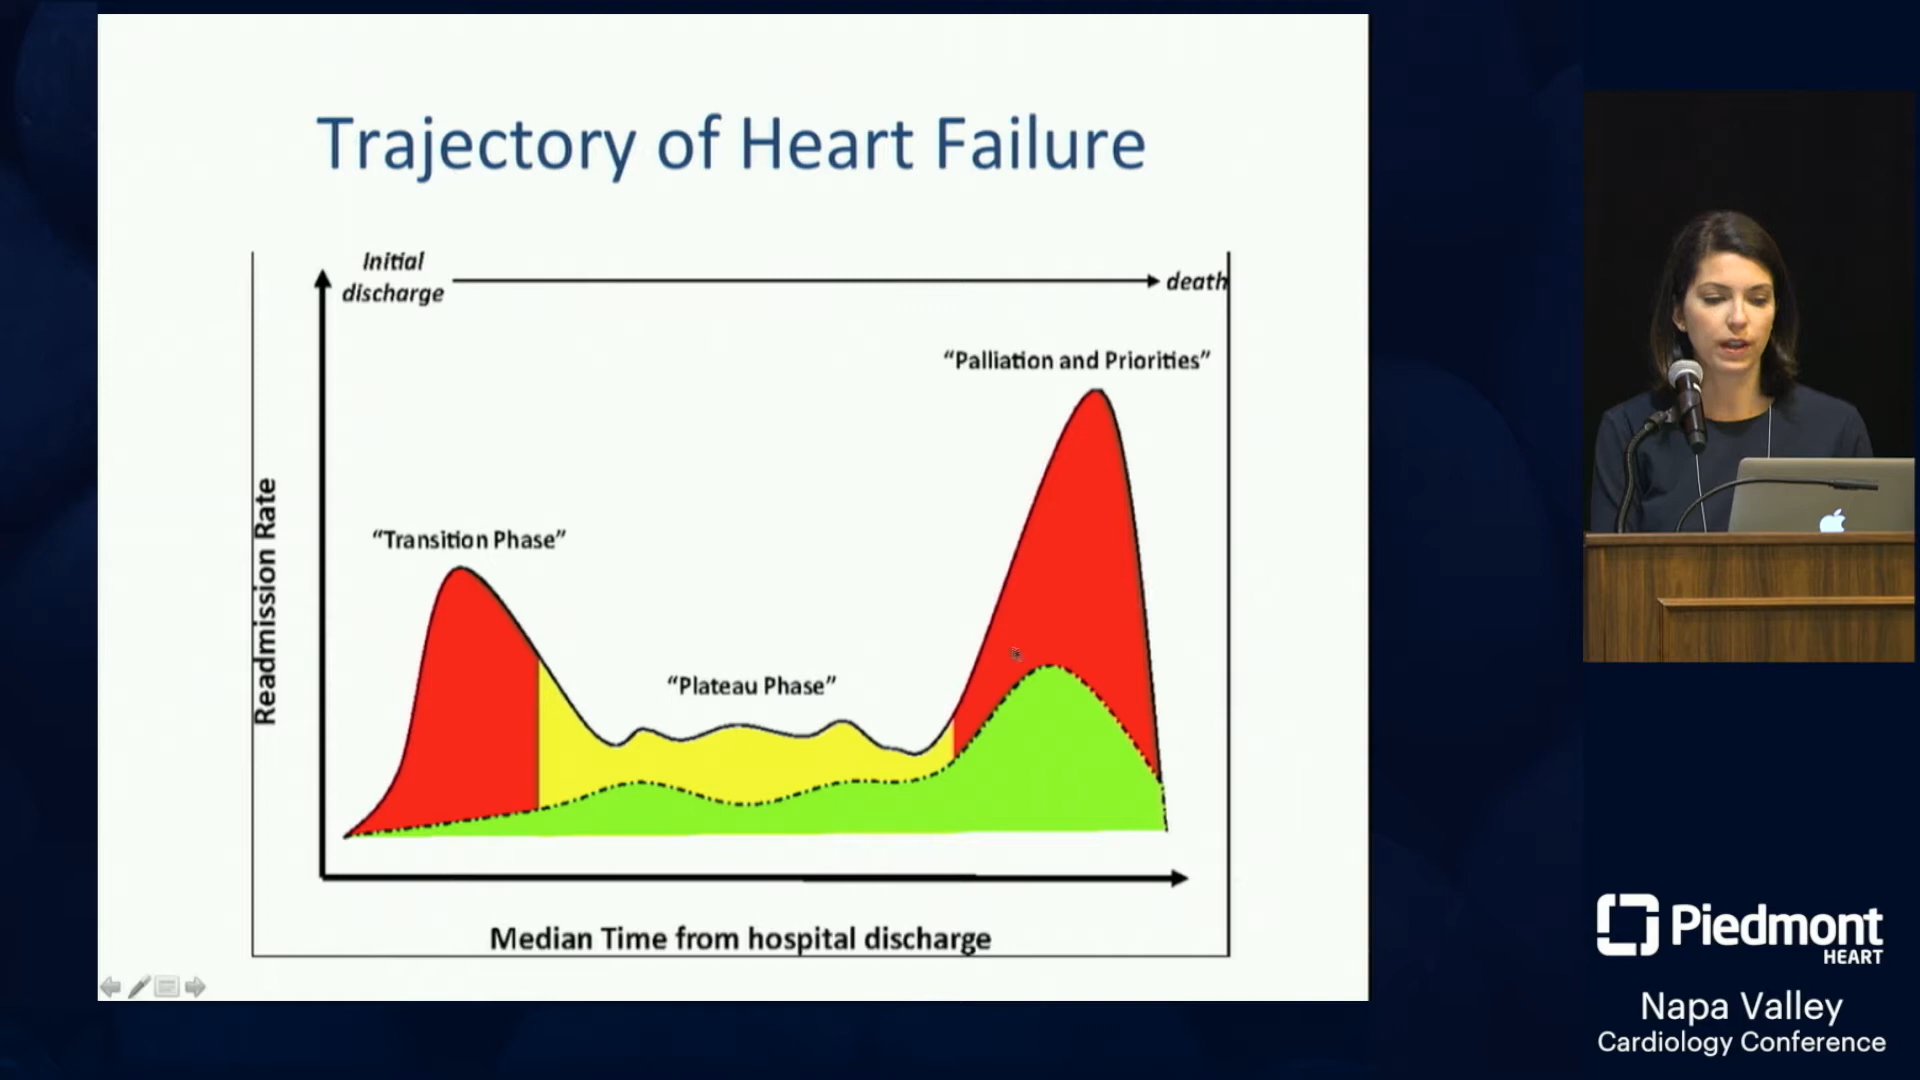 Trajectory of Heart Failure
Initial
discharge
death
"Palliation and Priorities"
"Transition Phase"
"Plateau Phase"
Readmission Rate
Median Time from hospital discharge
Piedmont
HEART
Napa Valley
Cardiology Conference